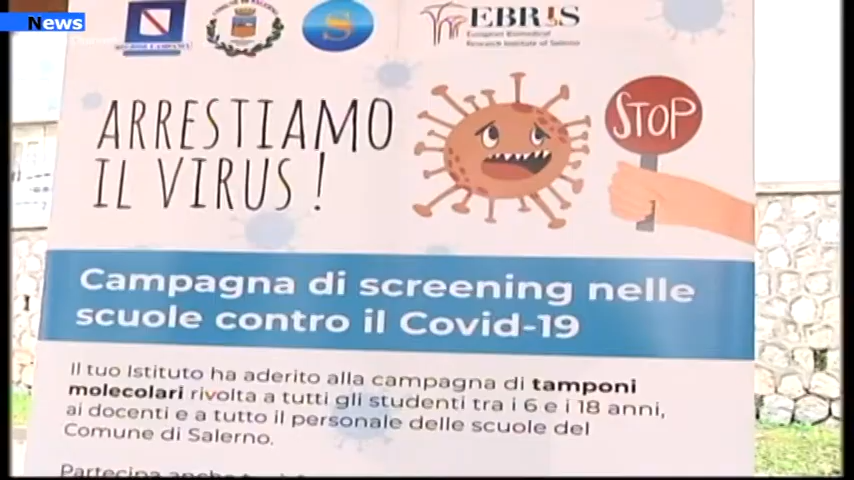 News
REGIONE CAMPANIA
EBRIS
European Biomedical
Research Institute of Salerno
S
ARRESTIAMO
IL VIRUS!
STOP
Campagna di screening nelle
scuole contro il Covid-19
Il tuo Istituto ha aderito alla campagna di tamponi
molecolari rivolta a tutti gli studenti tra i 6 e i 18 anni,
ai docenti e a tutto il personale delle scuole del
Comune di Salerno.
Partecipa anche